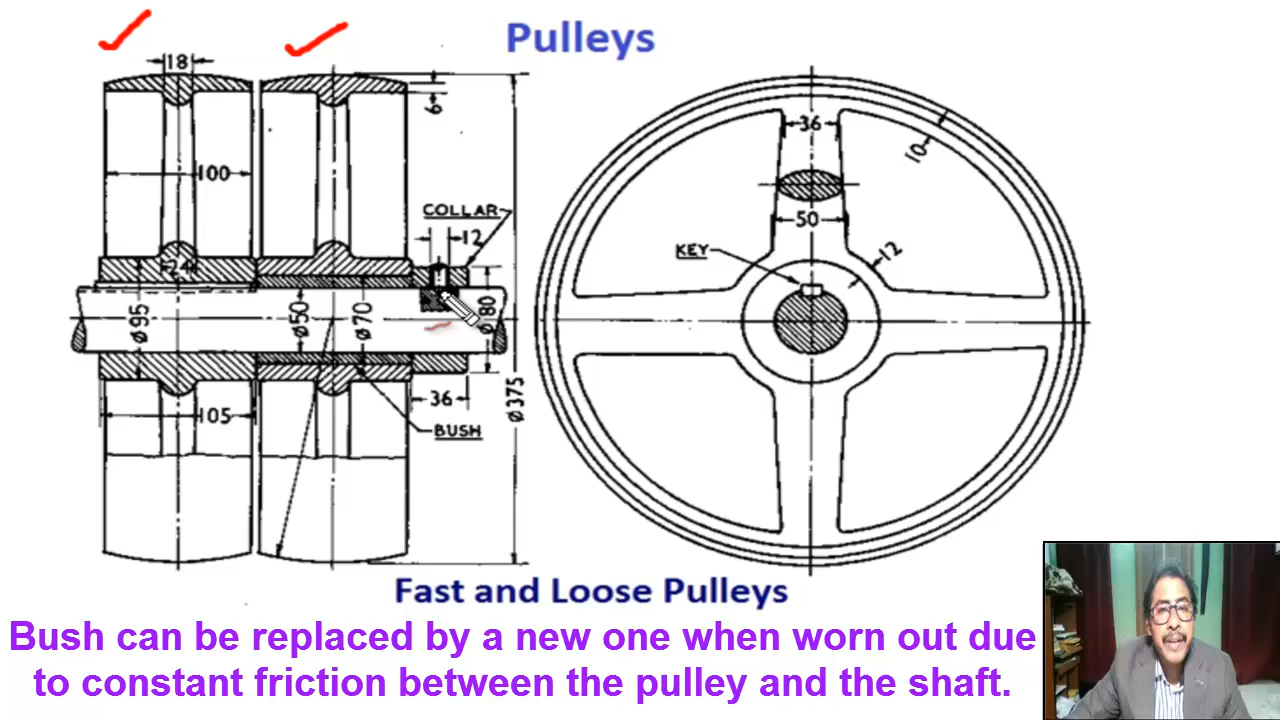 Pulleys
18
6
36
10
100
COLLAR
12
50
KEY
12
24
Ø95
Ø50
Ø70
Ø80
Ø375
105
36
BUSH
Fast and Loose Pulleys
Bush can be replaced by a new one when worn out due
to constant friction between the pulley and the shaft.